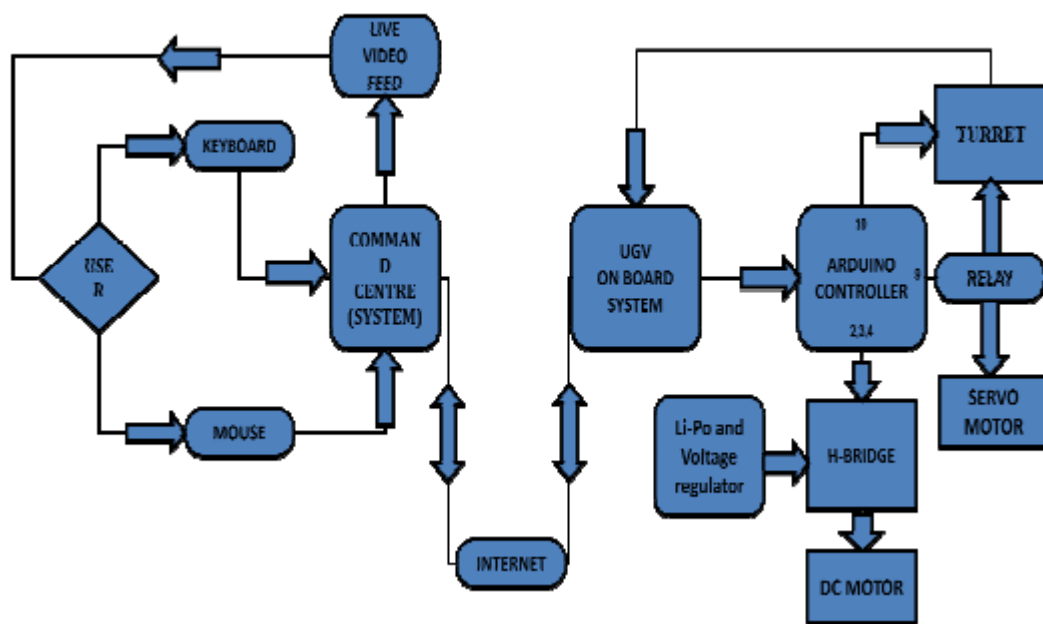 LIVE
VIDEO
FEED
KEYBOARD
USE
R
COMMAN
D
CENTRE
(SYSTEM)
MOUSE
INTERNET
UGV
ON BOARD
SYSTEM
10
ARDUINO
CONTROLLER
9
2,3,4
TURRET
RELAY
SERVO
MOTOR
Li-Po and
Voltage
regulator
H-BRIDGE
DC MOTOR